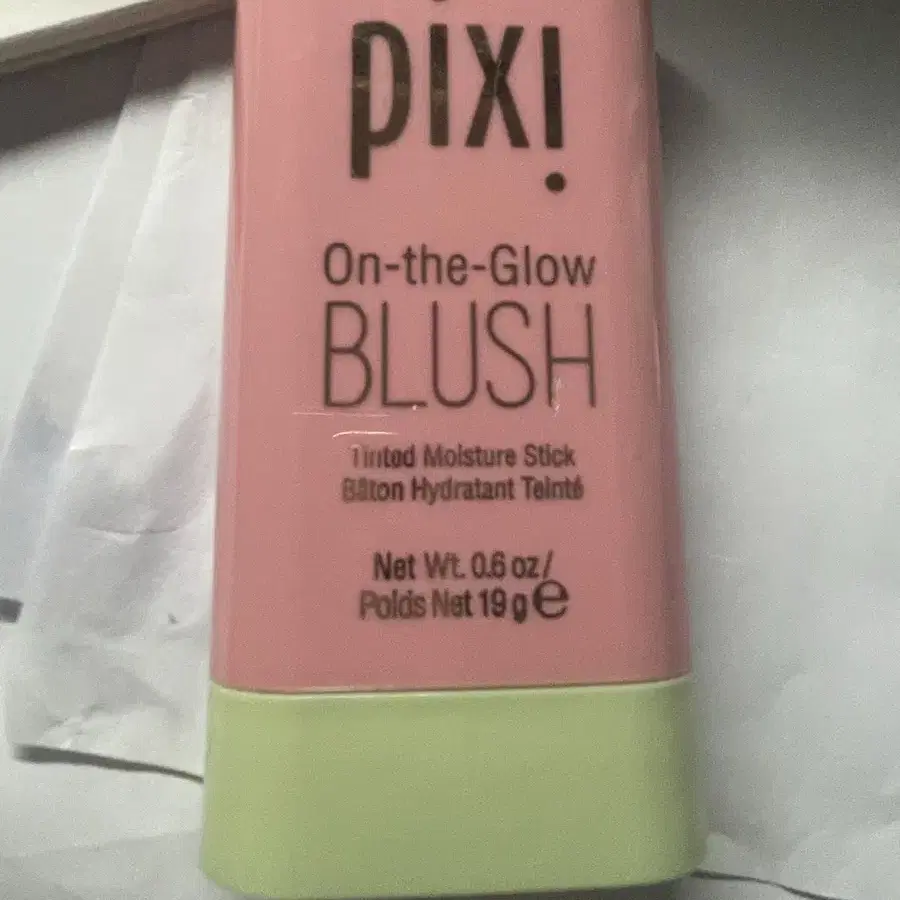 pixi
On-the-Glow
BLUSH
Tinted Moisture Stick
Bâton Hydratant Teinté
Net Wt. 0.6 oz/
Poids Net 19 g ℮